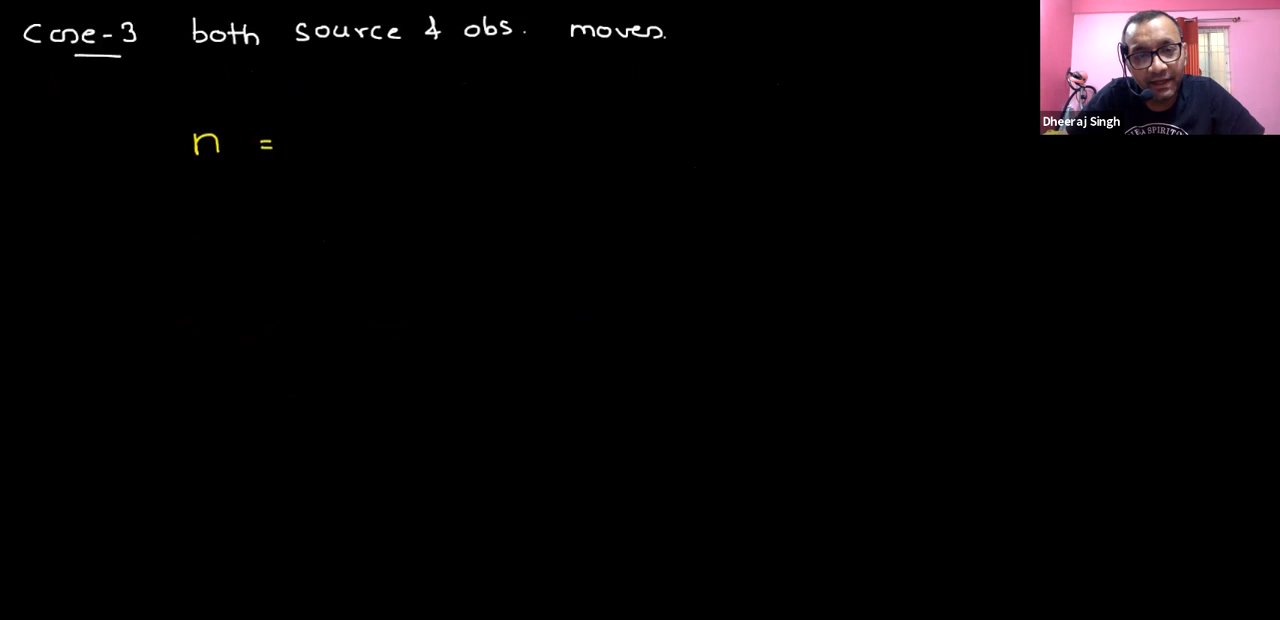 Case-3 both source & obs. moves.
n =
Dheeraj Singh